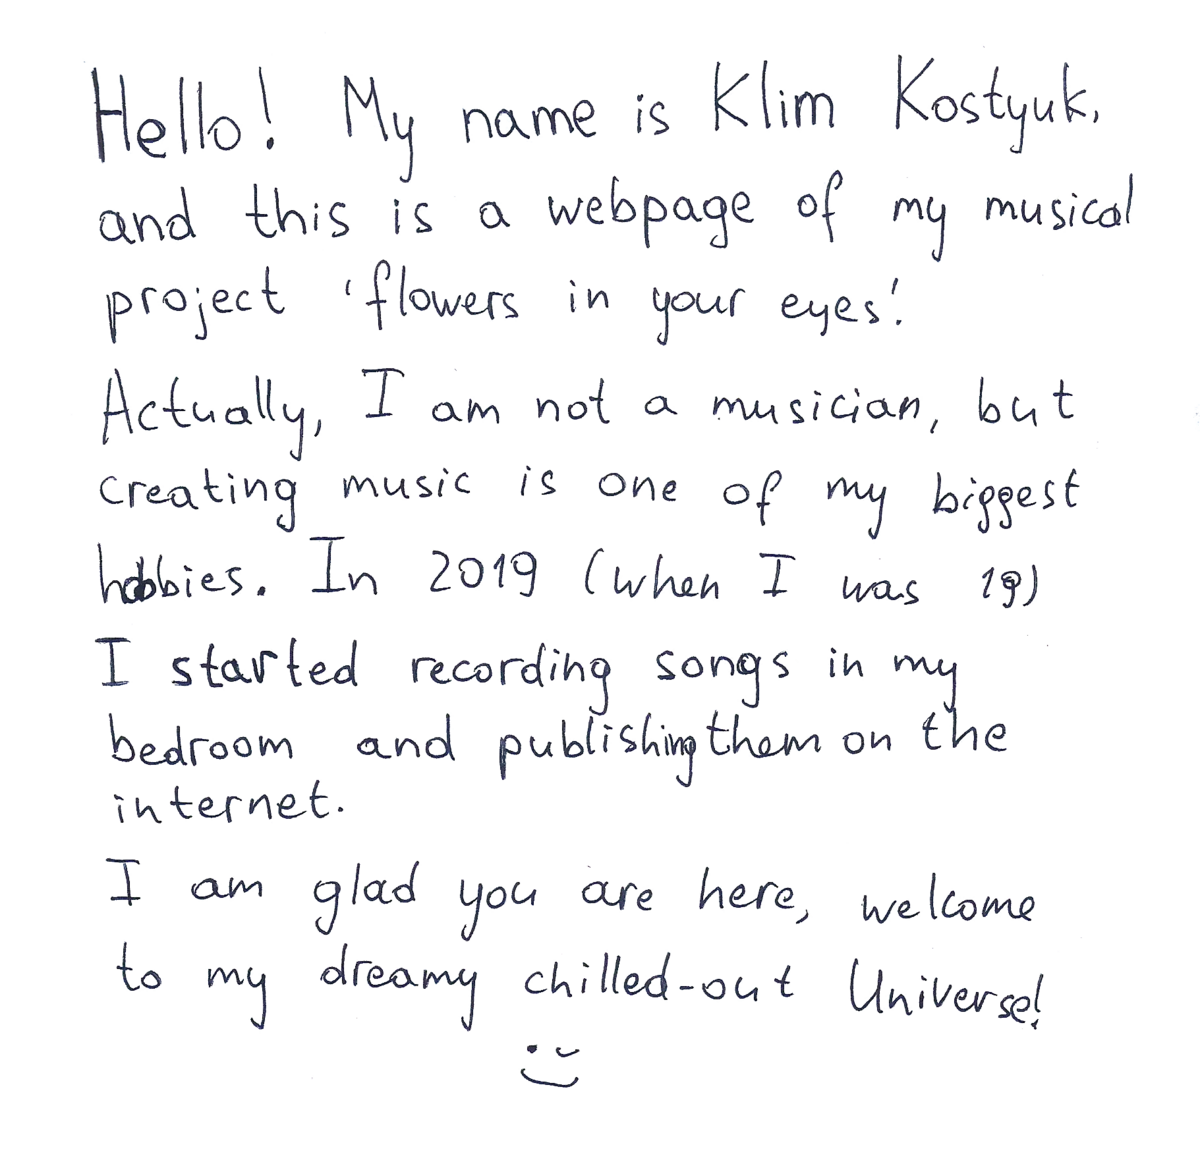 Hello! My name is Klim Kostyuk,
and this is a webpage of my musical
project 'flowers in your eyes'.
Actually, I am not a musician, but
creating music is one of my biggest
hobbies. In 2019 (when I was 19)
I started recording songs in my
bedroom and publishing them on the
internet.
I am glad you are here, welcome
to my dreamy chilled-out Universe!